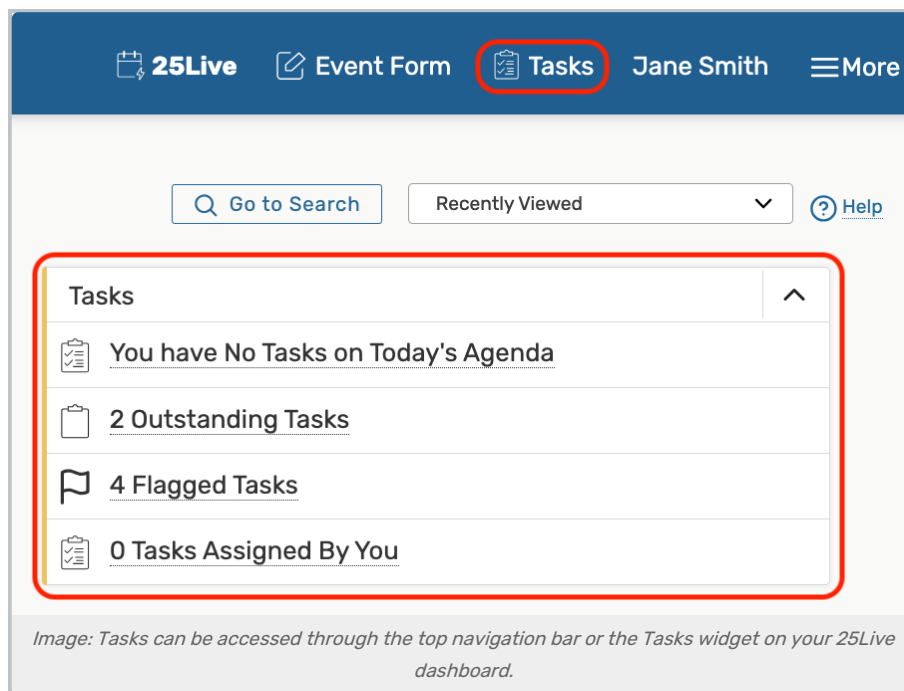 25Live Event Form Tasks Jane Smith More
Go to Search Recently Viewed Help
Tasks
You have No Tasks on Today's Agenda
2 Outstanding Tasks
4 Flagged Tasks
0 Tasks Assigned By You
Image: Tasks can be accessed through the top navigation bar or the Tasks widget on your 25Live
dashboard.